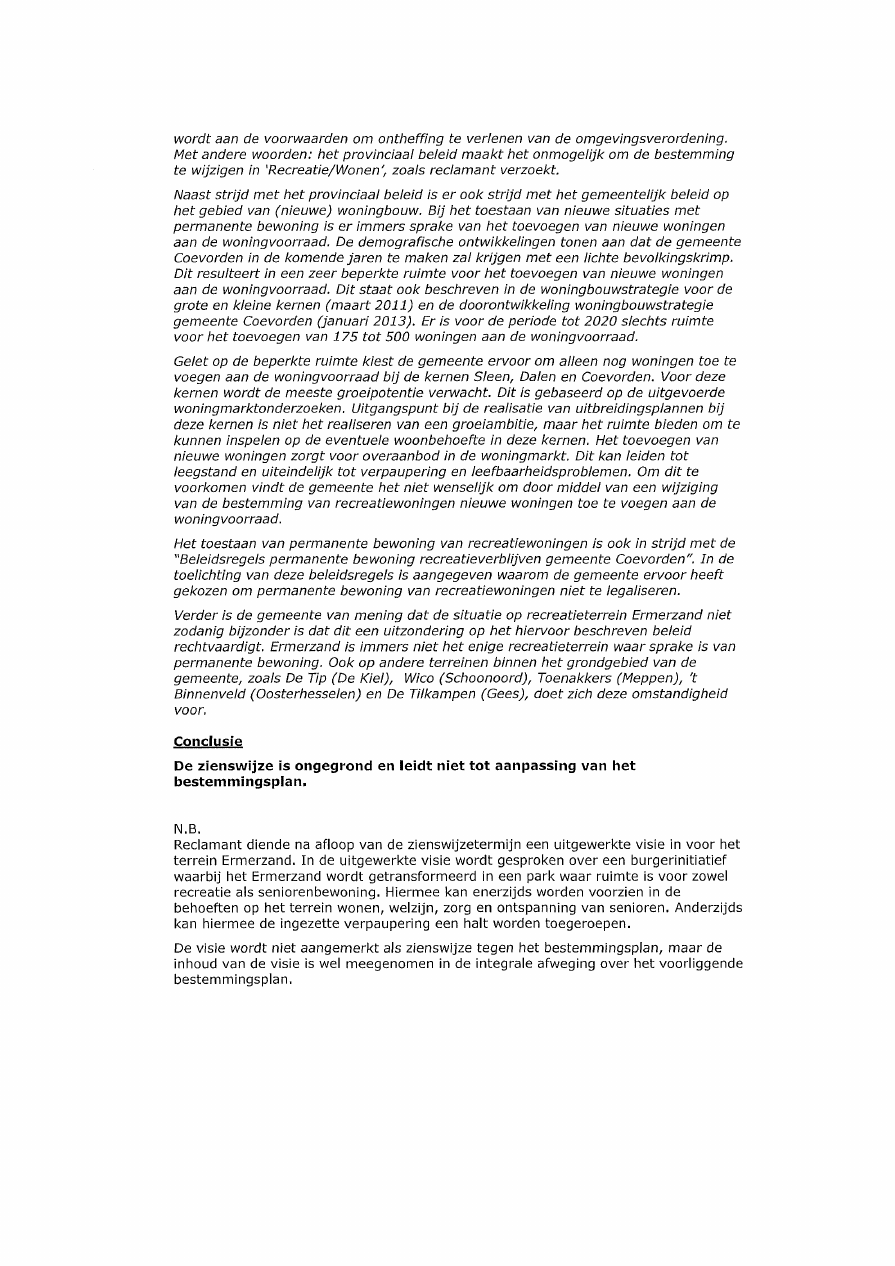 wordt aan de voorwaarden om ontheffing te verlenen van de omgevingsverordening.
Met andere woorden: het provinciaal beleid maakt het onmogelijk om de bestemming
te wijzigen in 'Recreatie/Wonen', zoals reclamant verzoekt.
Naast strijd met het provinciaal beleid is er ook strijd met het gemeentelijk beleid op
het gebied van (nieuwe) woningbouw. Bij het toestaan van nieuwe situaties met
permanente bewoning is er immers sprake van het toevoegen van nieuwe woningen
aan de woningvoorraad. De demografische ontwikkelingen tonen aan dat de gemeente
Coevorden in de komende jaren te maken zal krijgen met een lichte bevolkingskrimp.
Dit resulteert in een zeer beperkte ruimte voor het toevoegen van nieuwe woningen
aan de woningvoorraad. Dit staat ook beschreven in de woningbouwstrategie voor de
grote en kleine kernen (maart 2011) en de doorontwikkeling woningbouwstrategie
gemeente Coevorden (januari 2013). Er is voor de periode tot 2020 slechts ruimte
voor het toevoegen van 175 tot 500 woningen aan de woningvoorraad.
Gelet op de beperkte ruimte kiest de gemeente ervoor om alleen nog woningen toe te
voegen aan de woningvoorraad bij de kernen Sleen, Dalen en Coevorden. Voor deze
kernen wordt de meeste groeipotentie verwacht. Dit is gebaseerd op de uitgevoerde
woningmarktonderzoeken. Uitgangspunt bij de realisatie van uitbreidingsplannen bij
deze kernen is niet het realiseren van een groeiambitie, maar het ruimte bieden om te
kunnen inspelen op de eventuele woonbehoefte in deze kernen. Het toevoegen van
nieuwe woningen zorgt voor overaanbod in de woningmarkt. Dit kan leiden tot
leegstand en uiteindelijk tot verpaupering en leefbaarheidsproblemen. Om dit te
voorkomen vindt de gemeente het niet wenselijk om door middel van een wijziging
van de bestemming van recreatiewoningen nieuwe woningen toe te voegen aan de
woningvoorraad.
Het toestaan van permanente bewoning van recreatiewoningen is ook in strijd met de
"Beleidsregels permanente bewoning recreatieverblijven gemeente Coevorden". In de
toelichting van deze beleidsregels is aangegeven waarom de gemeente ervoor heeft
gekozen om permanente bewoning van recreatiewoningen niet te legaliseren.
Verder is de gemeente van mening dat de situatie op recreatieterrein Ermerzand niet
zodanig bijzonder is dat dit een uitzondering op het hiervoor beschreven beleid
rechtvaardigt. Ermerzand is immers niet het enige recreatieterrein waar sprake is van
permanente bewoning. Ook op andere terreinen binnen het grondgebied van de
gemeente, zoals De Tip (De Kiel), Wico (Schoonoord), Toenakkers (Meppen), 't
Binnenveld (Oosterhesselen) en De Tilkampen (Gees), doet zich deze omstandigheid
voor.
Conclusie
De zienswijze is ongegrond en leidt niet tot aanpassing van het
bestemmingsplan.
N.B.
Reclamant diende na afloop van de zienswijzetermijn een uitgewerkte visie in voor het
terrein Ermerzand. In de uitgewerkte visie wordt gesproken over een burgerinitiatief
waarbij het Ermerzand wordt getransformeerd in een park waar ruimte is voor zowel
recreatie als seniorenbewoning. Hiermee kan enerzijds worden voorzien in de
behoeften op het terrein wonen, welzijn, zorg en ontspanning van senioren. Anderzijds
kan hiermee de ingezette verpaupering een halt worden toegeroepen.
De visie wordt niet aangemerkt als zienswijze tegen het bestemmingsplan, maar de
inhoud van de visie is wel meegenomen in de integrale afweging over het voorliggende
bestemmingsplan.